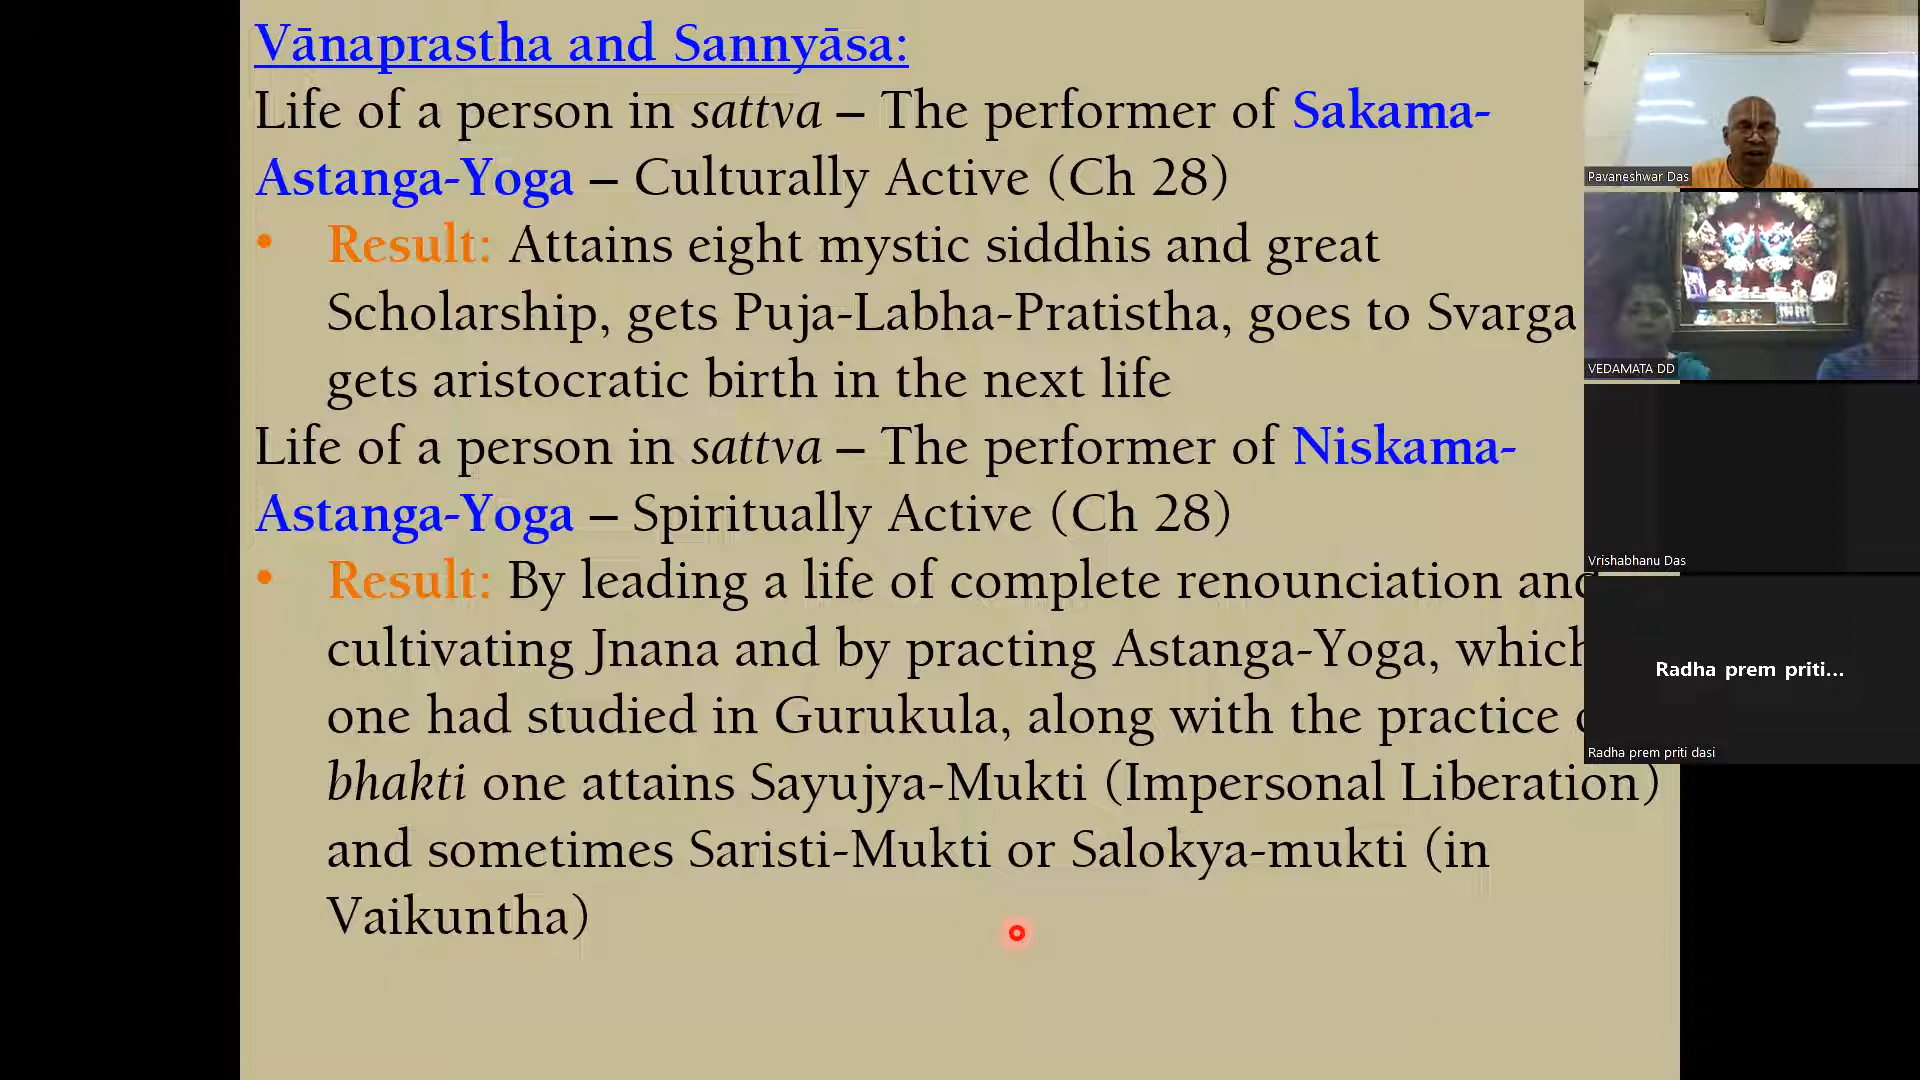 Vānaprastha and Sannyāsa:
Life of a person in sattva – The performer of Sakama-
Astanga-Yoga – Culturally Active (Ch 28)
• Result: Attains eight mystic siddhis and great
Scholarship, gets Puja-Labha-Pratistha, goes to Svarga
gets aristocratic birth in the next life
Life of a person in sattva – The performer of Niskama-
Astanga-Yoga – Spiritually Active (Ch 28)
• Result: By leading a life of complete renounciation and
cultivating Jnana and by practing Astanga-Yoga, which
one had studied in Gurukula, along with the practice
bhakti one attains Sayujya-Mukti (Impersonal Liberation)
and sometimes Saristi-Mukti or Salokya-mukti (in
Vaikuntha)
Pavaneshwar Das
VEDAMATA DD
Vrishabhanu Das
Radha prem priti...
Radha prem priti dasi